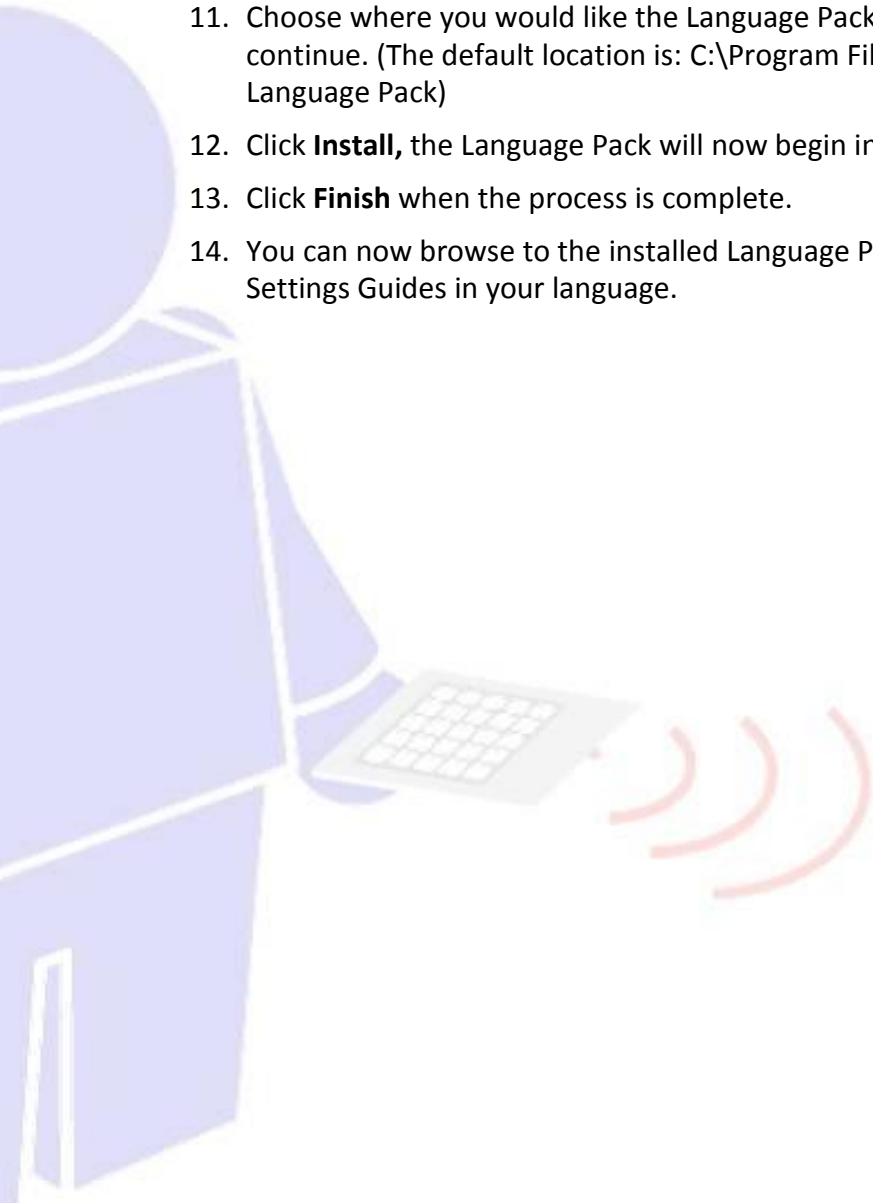 11. Choose where you would like the Language Pack
continue. (The default location is: C:\Program Fil
Language Pack)
12. Click Install, the Language Pack will now begin in
13. Click Finish when the process is complete.
14. You can now browse to the installed Language P
Settings Guides in your language.